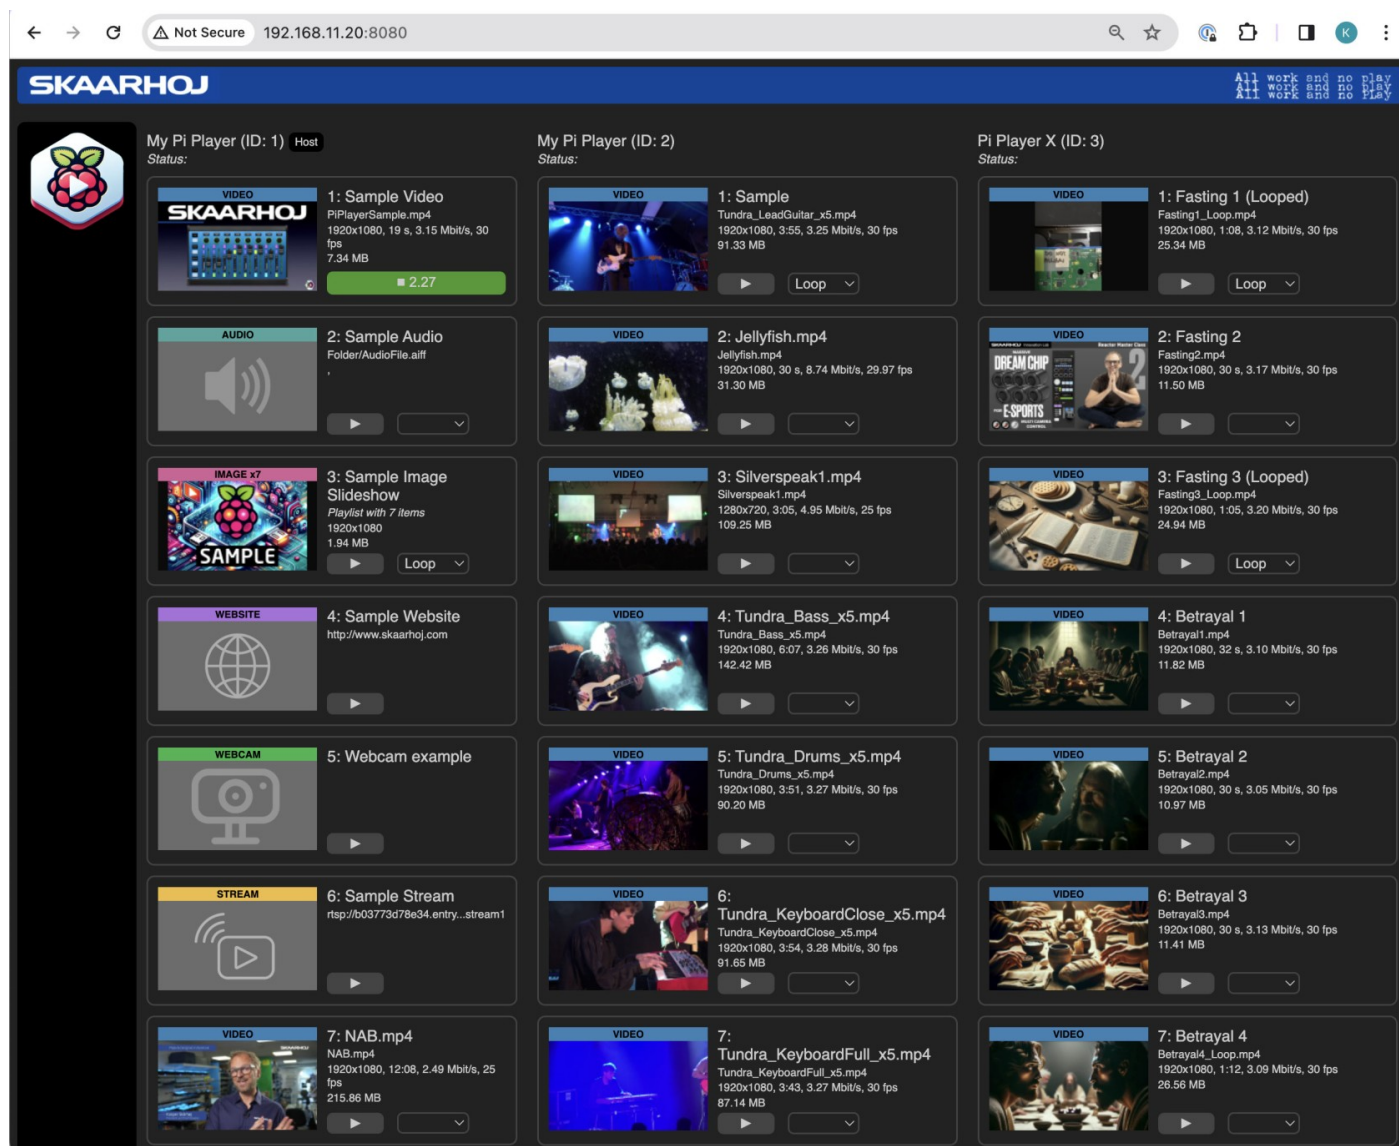 Not Secure 192.168.11.20:8080
K
SKAARHOJ
All work and no play
All work and no play
All work and no PLay
My Pi Player (ID: 1) Host
Status:
VIDEO
SKAARHOJ
1: Sample Video
PiPlayerSample.mp4
1920x1080, 19 s, 3.15 Mbit/s, 30
fps
7.34 MB
2.27
AUDIO
2: Sample Audio
Folder/AudioFile.aiff
,
IMAGE x7
SAMPLE
3: Sample Image
Slideshow
Playlist with 7 items
1920x1080
1.94 MB
Loop
WEBSITE
4: Sample Website
http://www.skaarhoj.com
WEBCAM
5: Webcam example
STREAM
6: Sample Stream
rtsp://b03773d78e34.entry...stream1
VIDEO
SKAARHOJ
7: NAB.mp4
NAB.mp4
1920x1080, 12:08, 2.49 Mbit/s, 25
fps
215.86 MB
My Pi Player (ID: 2)
Status:
VIDEO
1: Sample
Tundra_LeadGuitar_x5.mp4
1920x1080, 3:55, 3.25 Mbit/s, 30 fps
91.33 MB
Loop
VIDEO
2: Jellyfish.mp4
Jellyfish.mp4
1920x1080, 30 s, 8.74 Mbit/s, 29.97 fps
31.30 MB
VIDEO
3: Silverspeak1.mp4
Silverspeak1.mp4
1280x720, 3:05, 4.95 Mbit/s, 25 fps
109.25 MB
VIDEO
4: Tundra_Bass_x5.mp4
Tundra_Bass_x5.mp4
1920x1080, 6:07, 3.26 Mbit/s, 30 fps
142.42 MB
VIDEO
5: Tundra_Drums_x5.mp4
Tundra_Drums_x5.mp4
1920x1080, 3:51, 3.27 Mbit/s, 30 fps
90.20 MB
VIDEO
6:
Tundra_KeyboardClose_x5.mp4
Tundra_KeyboardClose_x5.mp4
1920x1080, 3:54, 3.28 Mbit/s, 30 fps
91.65 MB
VIDEO
7:
Tundra_KeyboardFull_x5.mp4
Tundra_KeyboardFull_x5.mp4
1920x1080, 3:43, 3.27 Mbit/s, 30 fps
87.14 MB
Pi Player X (ID: 3)
Status:
VIDEO
1: Fasting 1 (Looped)
Fasting1_Loop.mp4
1920x1080, 1:08, 3.12 Mbit/s, 30 fps
25.34 MB
Loop
VIDEO
SKAARHOJ Reactor Master Class
DREAM CHIP
2
E-SPORTS
MULTI CAMERA
CONTROL
2: Fasting 2
Fasting2.mp4
1920x1080, 30 s, 3.17 Mbit/s, 30 fps
11.50 MB
VIDEO
3: Fasting 3 (Looped)
Fasting3_Loop.mp4
1920x1080, 1:05, 3.20 Mbit/s, 30 fps
24.94 MB
Loop
VIDEO
4: Betrayal 1
Betrayal1.mp4
1920x1080, 32 s, 3.10 Mbit/s, 30 fps
11.82 MB
VIDEO
5: Betrayal 2
Betrayal2.mp4
1920x1080, 30 s, 3.05 Mbit/s, 30 fps
10.97 MB
VIDEO
6: Betrayal 3
Betrayal3.mp4
1920x1080, 30 s, 3.13 Mbit/s, 30 fps
11.41 MB
VIDEO
7: Betrayal 4
Betrayal4_Loop.mp4
1920x1080, 1:12, 3.09 Mbit/s, 30 fps
26.56 MB